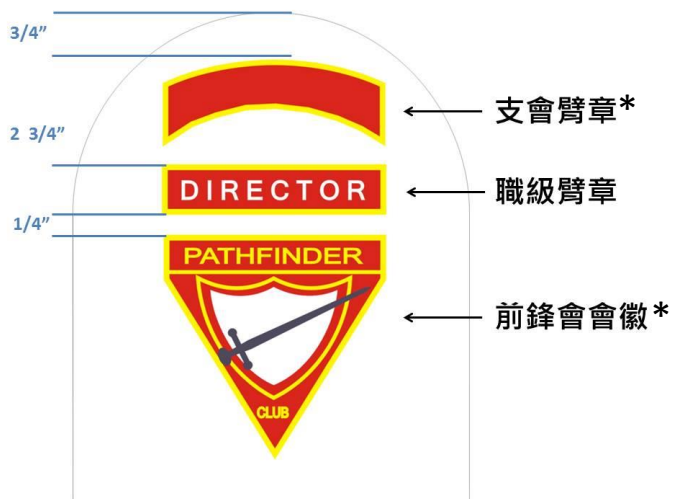 3/4”
支會臂章*
2 3/4”
DIRECTOR
職級臂章
1/4”
PATHFINDER
前鋒會會徽*
CLUB